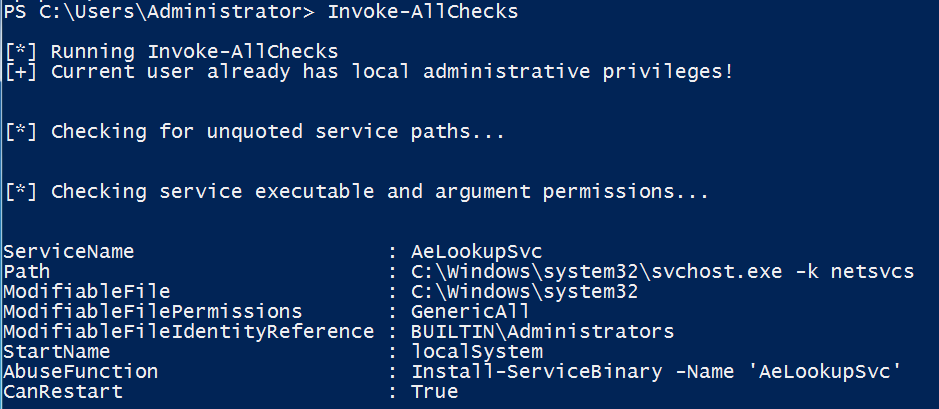 PS C:\Users\Administrator> Invoke-AllChecks
[*] Running Invoke-AllChecks
[+] Current user already has local administrative privileges!
[*] Checking for unquoted service paths...
[*] Checking service executable and argument permissions...
ServiceName : AeLookupSvc
Path : C:\Windows\system32\svchost.exe -k netsvcs
ModifiableFile : C:\Windows\system32
ModifiableFilePermissions : GenericAll
ModifiableFileIdentityReference : BUILTIN\Administrators
StartName : localSystem
AbuseFunction : Install-ServiceBinary -Name 'AeLookupSvc'
CanRestart : True